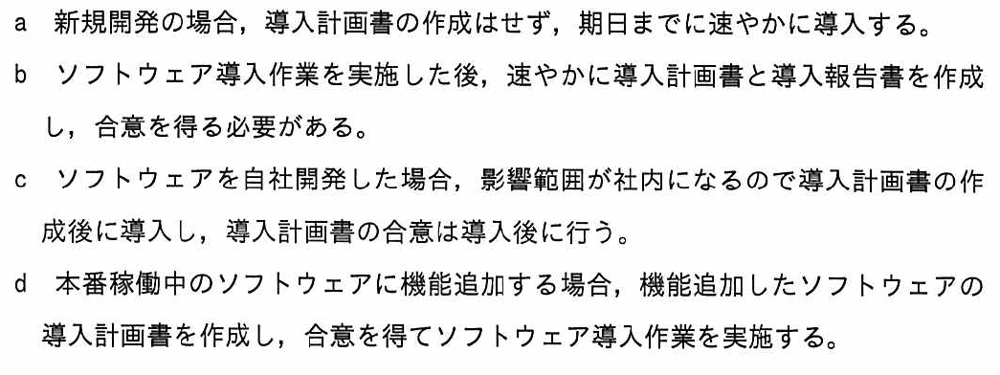 a　新規開発の場合，導入計画書の作成はせず，期日までに速やかに導入する。
b　ソフトウェア導入作業を実施した後，速やかに導入計画書と導入報告書を作成
し，合意を得る必要がある。
c　ソフトウェアを自社開発した場合，影響範囲が社内になるので導入計画書の作
成後に導入し，導入計画書の合意は導入後に行う。
d　本番稼働中のソフトウェアに機能追加する場合，機能追加したソフトウェアの
導入計画書を作成し，合意を得てソフトウェア導入作業を実施する。